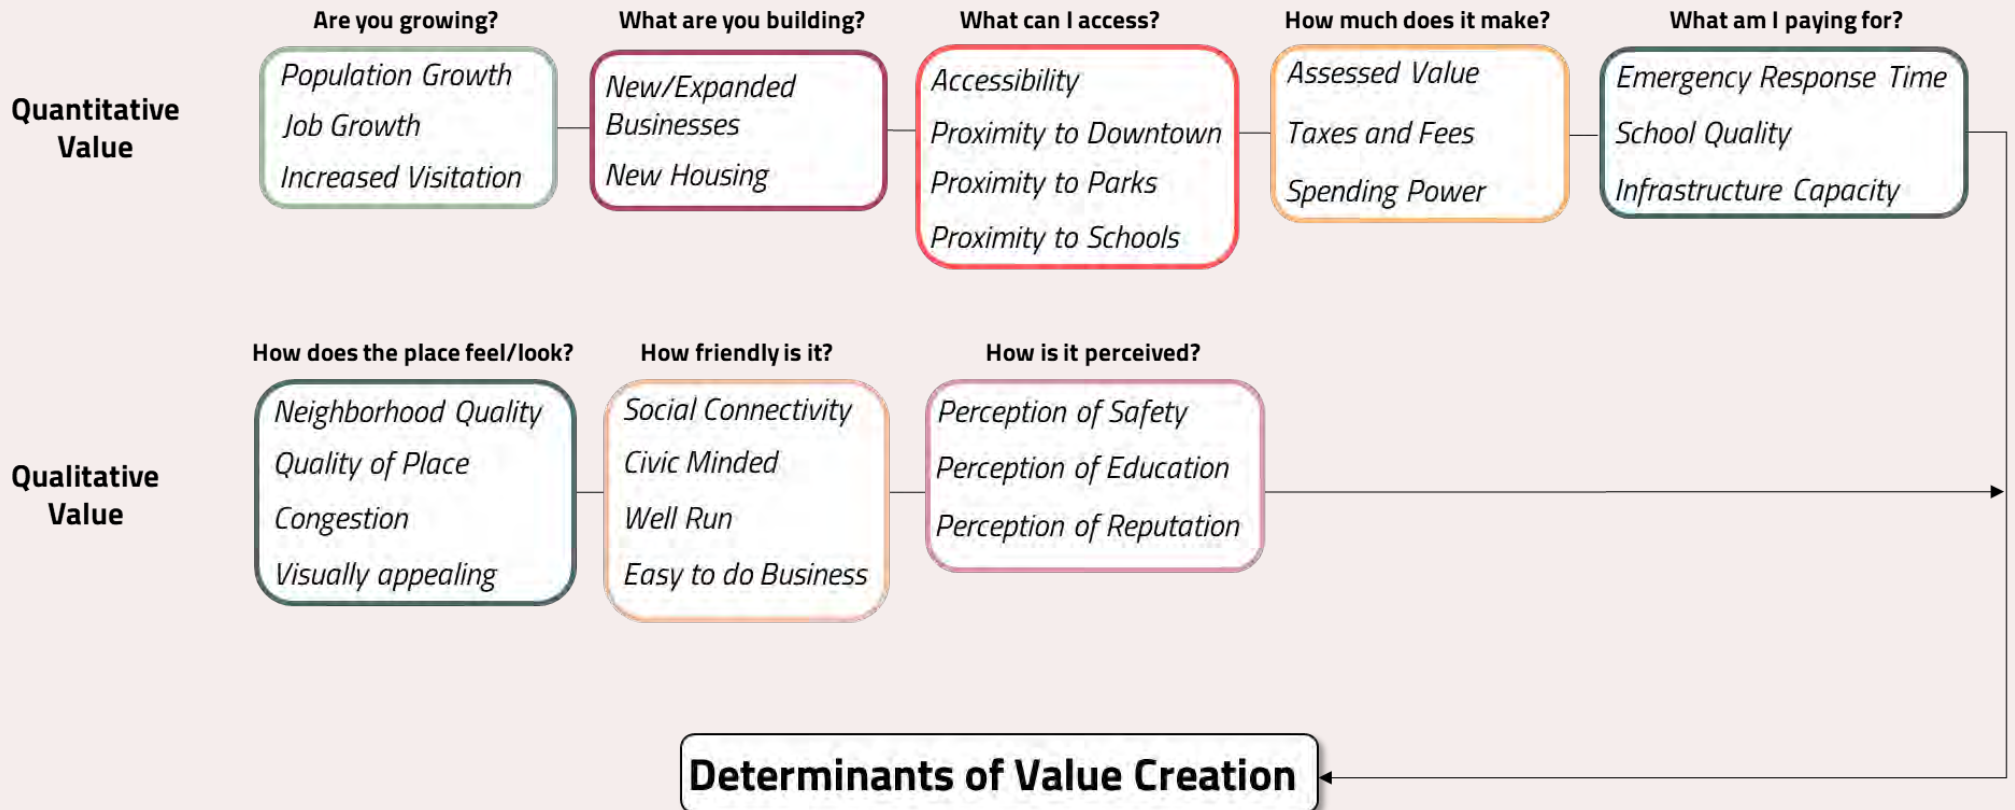 Are you growing?
What are you building?
What can I access?
How much does it make?
What am I paying for?
Quantitative
Value
Population Growth
Job Growth
Increased Visitation
New/Expanded
Businesses
New Housing
Accessibility
Proximity to Downtown
Proximity to Parks
Proximity to Schools
Assessed Value
Taxes and Fees
Spending Power
Emergency Response Time
School Quality
Infrastructure Capacity
How does the place feel/look?
How friendly is it?
How is it perceived?
Qualitative
Value
Neighborhood Quality
Quality of Place
Congestion
Visually appealing
Social Connectivity
Civic Minded
Well Run
Easy to do Business
Perception of Safety
Perception of Education
Perception of Reputation
Determinants of Value Creation